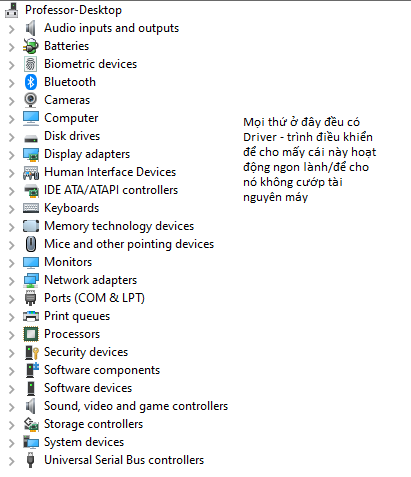 Professor-Desktop
Audio inputs and outputs
Batteries
Biometric devices
Bluetooth
Cameras
Computer
Disk drives
Display adapters
Human Interface Devices
IDE ATA/ATAPI controllers
Keyboards
Memory technology devices
Mice and other pointing devices
Monitors
Network adapters
Ports (COM & LPT)
Print queues
Processors
Security devices
Software components
Software devices
Sound, video and game controllers
Storage controllers
System devices
Universal Serial Bus controllers
Mọi thứ ở đây đều có
Driver - trình điều khiển
để cho mấy cái này hoạt
động ngon lành/để cho
nó không cướp tài
nguyên máy